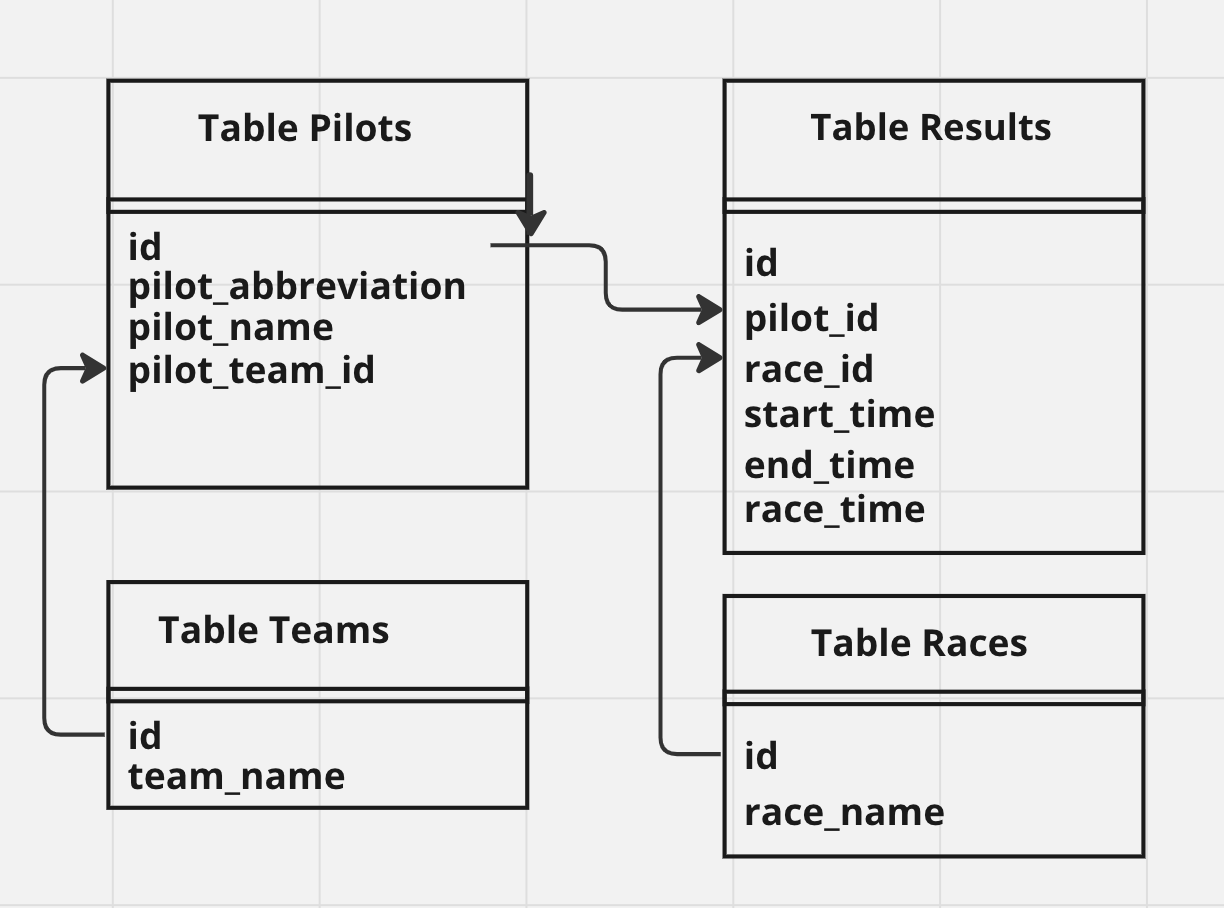 Table Pilots
id
pilot_abbreviation
pilot_name
pilot_team_id
Table Results
id
pilot_id
race_id
start_time
end_time
race_time
Table Teams
id
team_name
Table Races
id
race_name